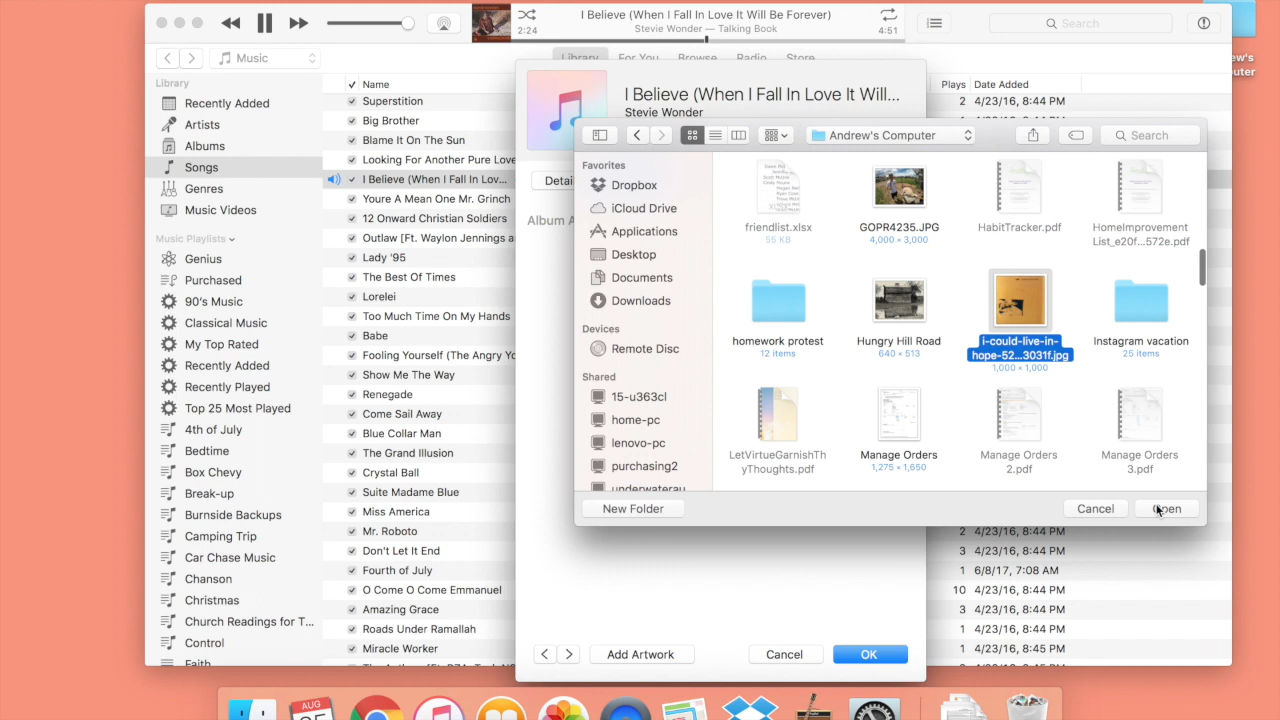 I Believe (When I Fall In Love It Will Be Forever)
2:24
Stevie Wonder — Talking Book
4:51
Search
Music
Library
For You
Browse
Radio
Store
Library
Recently Added
Artists
Albums
Songs
Genres
Music Videos
Music Playlists
Genius
Purchased
90's Music
Classical Music
My Top Rated
Recently Added
Recently Played
Top 25 Most Played
4th of July
Bedtime
Box Chevy
Break-up
Burnside Backups
Camping Trip
Car Chase Music
Chanson
Christmas
Church Readings for T...
Control
Faith
Name
Superstition
Big Brother
Blame It On The Sun
Looking For Another Pure Love
I Believe (When I Fall In Lov...
Youre A Mean One Mr. Grinch
12 Onward Christian Soldiers
Outlaw [Ft. Waylon Jennings a
Lady '95
The Best Of Times
Lorelei
Too Much Time On My Hands
Babe
Fooling Yourself (The Angry Yo
Show Me The Way
Renegade
Come Sail Away
Blue Collar Man
The Grand Illusion
Crystal Ball
Suite Madame Blue
Miss America
Mr. Roboto
Don't Let It End
Fourth of July
O Come O Come Emmanuel
Amazing Grace
Roads Under Ramallah
Miracle Worker
Plays
Date Added
2 4/23/16, 8:44 PM
2 4/23/16, 8:44 PM
3 4/23/16, 8:44 PM
1 6/8/17, 7:08 AM
10 4/23/16, 8:44 PM
3 4/23/16, 8:44 PM
1 4/23/16, 8:44 PM
1 4/23/16, 8:45 PM
I Believe (When I Fall In Love It Will...
Stevie Wonder
Detai
Album A
Add Artwork
Cancel
OK
Andrew's Computer
Search
Favorites
Dropbox
iCloud Drive
Applications
Desktop
Documents
Downloads
Devices
Remote Disc
Shared
15-u363cl
home-pc
lenovo-pc
purchasing2
underwaterau
friendlist.xlsx
55 KB
GOPR4235.JPG
4,000 × 3,000
HabitTracker.pdf
HomeImprovement
List_e20f...572e.pdf
homework protest
12 items
Hungry Hill Road
640 × 513
i-could-live-in-
hope-52...3031f.jpg
1,000 × 1,000
Instagram vacation
25 items
LetVirtueGarnishTh
yThoughts.pdf
Manage Orders
1,275 × 1,650
Manage Orders
2.pdf
Manage Orders
3.pdf
New Folder
Cancel
Open
ew's
uter
AUG